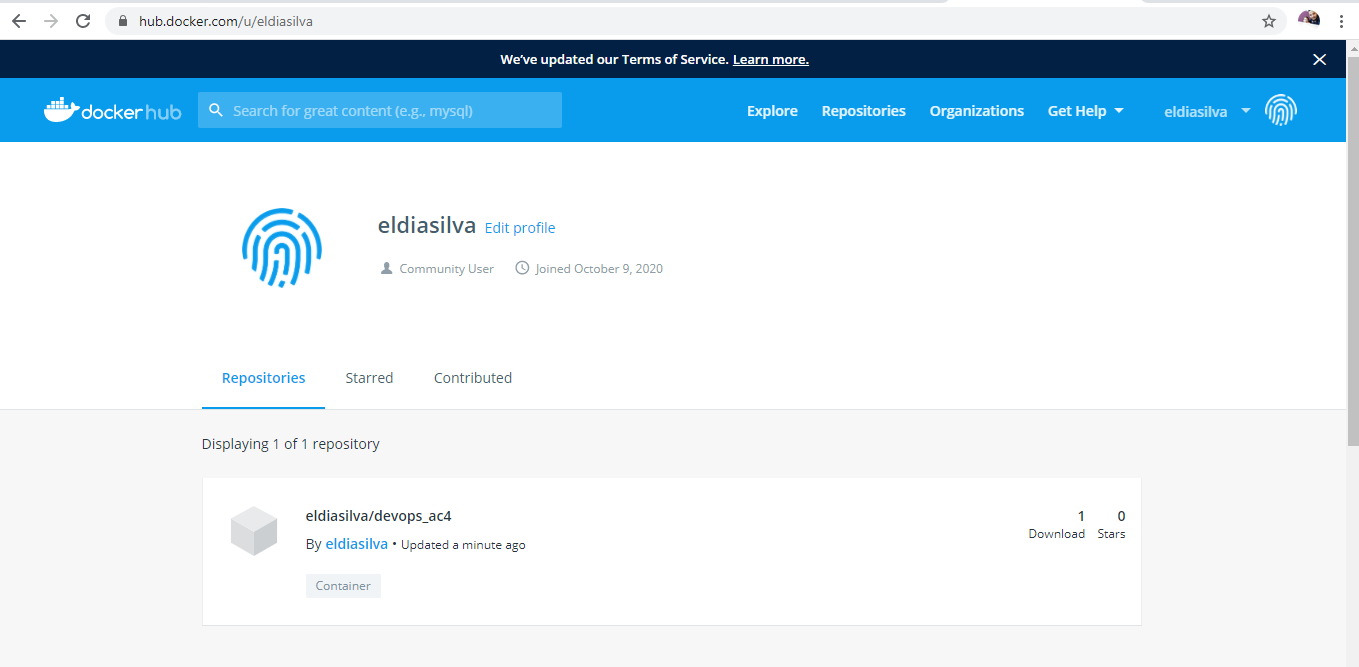 hub.docker.com/u/eldiasilva
We've updated our Terms of Service. Learn more.
docker hub
Search for great content (e.g., mysql)
Explore
Repositories
Organizations
Get Help
eldiasilva
eldiasilva Edit profile
Community User
Joined October 9, 2020
Repositories
Starred
Contributed
Displaying 1 of 1 repository
eldiasilva/devops_ac4
By eldiasilva • Updated a minute ago
Container
1
Download
0
Stars